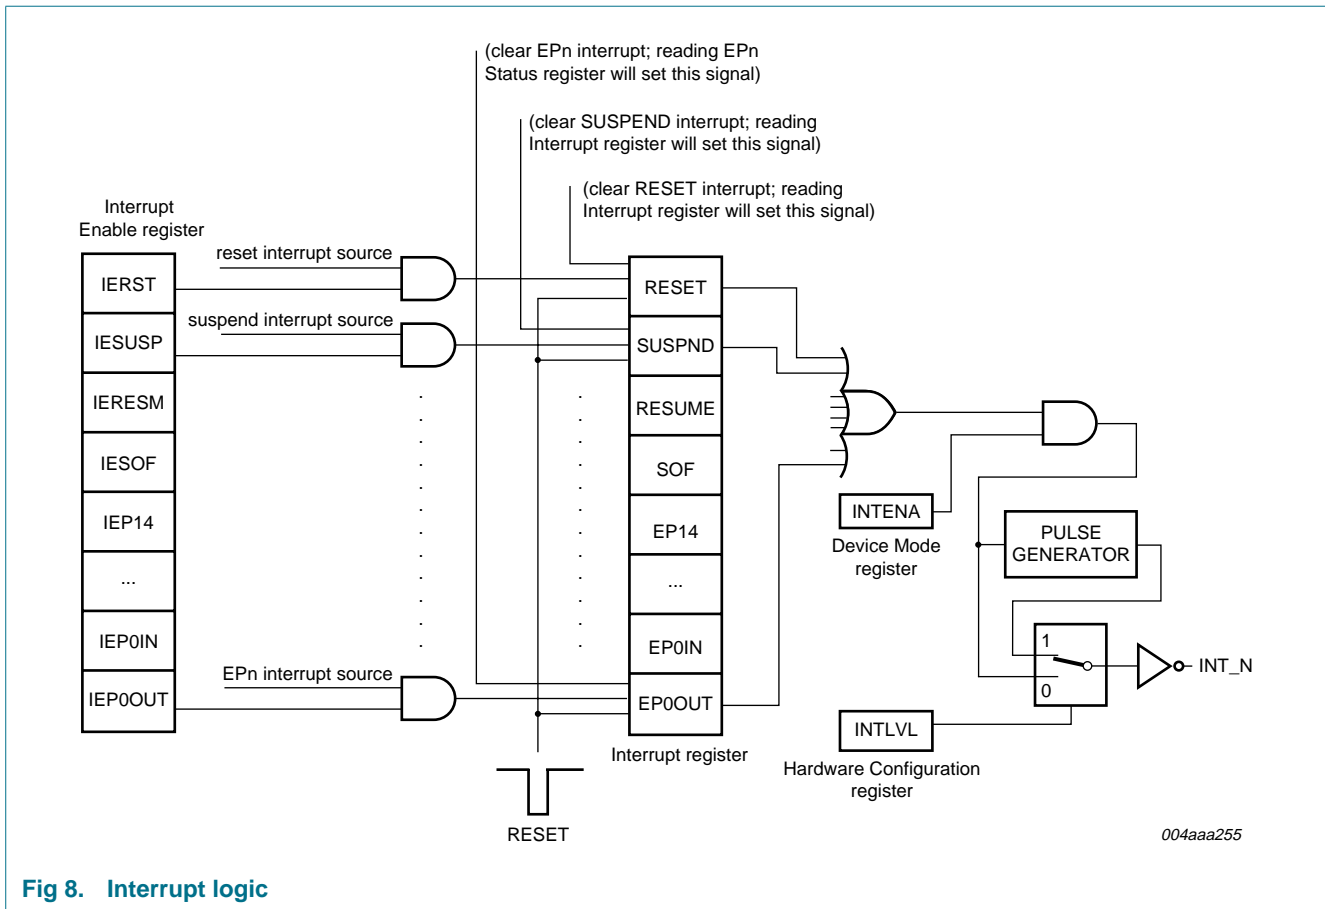 (clear EPn interrupt; reading EPn
Status register will set this signal)
(clear SUSPEND interrupt; reading
Interrupt register will set this signal)
(clear RESET interrupt; reading
Interrupt register will set this signal)
Interrupt
Enable register
IERST
IESUSP
IERESM
IESOF
IEP14
...
IEP0IN
IEP0OUT
reset interrupt source
suspend interrupt source
EPn interrupt source
RESET
SUSPND
RESUME
SOF
EP14
...
EP0IN
EP0OUT
Interrupt register
RESET
INTENA
Device Mode
register
PULSE
GENERATOR
1
0
INT_N
INTLVL
Hardware Configuration
register
004aaa255
Fig 8. Interrupt logic